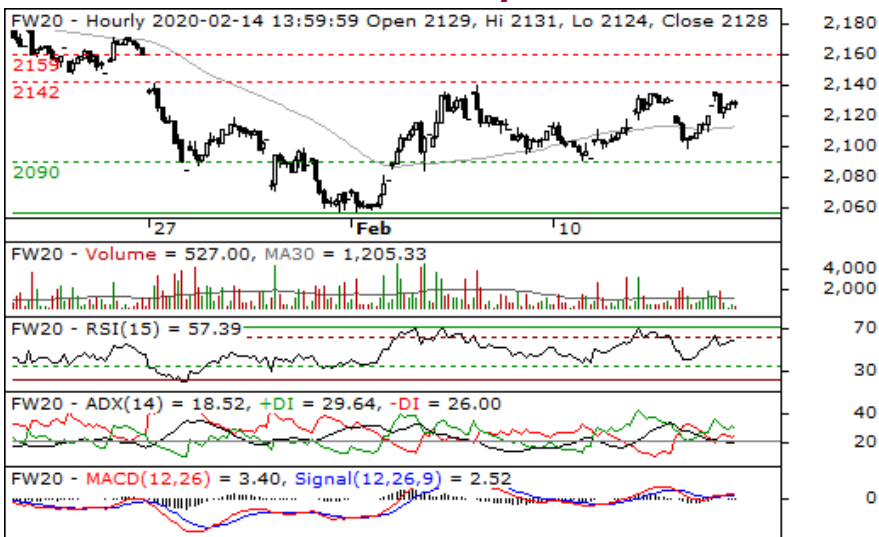 FW20 - Hourly 2020-02-14 13:59:59 Open 2129, Hi 2131, Lo 2124, Close 2128
2,180
2,160
2159
2,140
2142
2,120
2,100
2090
2,080
2,060
27 Feb 10
FW20 - Volume = 527.00, MA30 = 1,205.33
4,000
2,000
FW20 - RSI(15) = 57.39
70
30
FW20 - ADX(14) = 18.52, +DI = 29.64, -DI = 26.00
40
20
FW20 - MACD(12,26) = 3.40, Signal(12,26,9) = 2.52
0